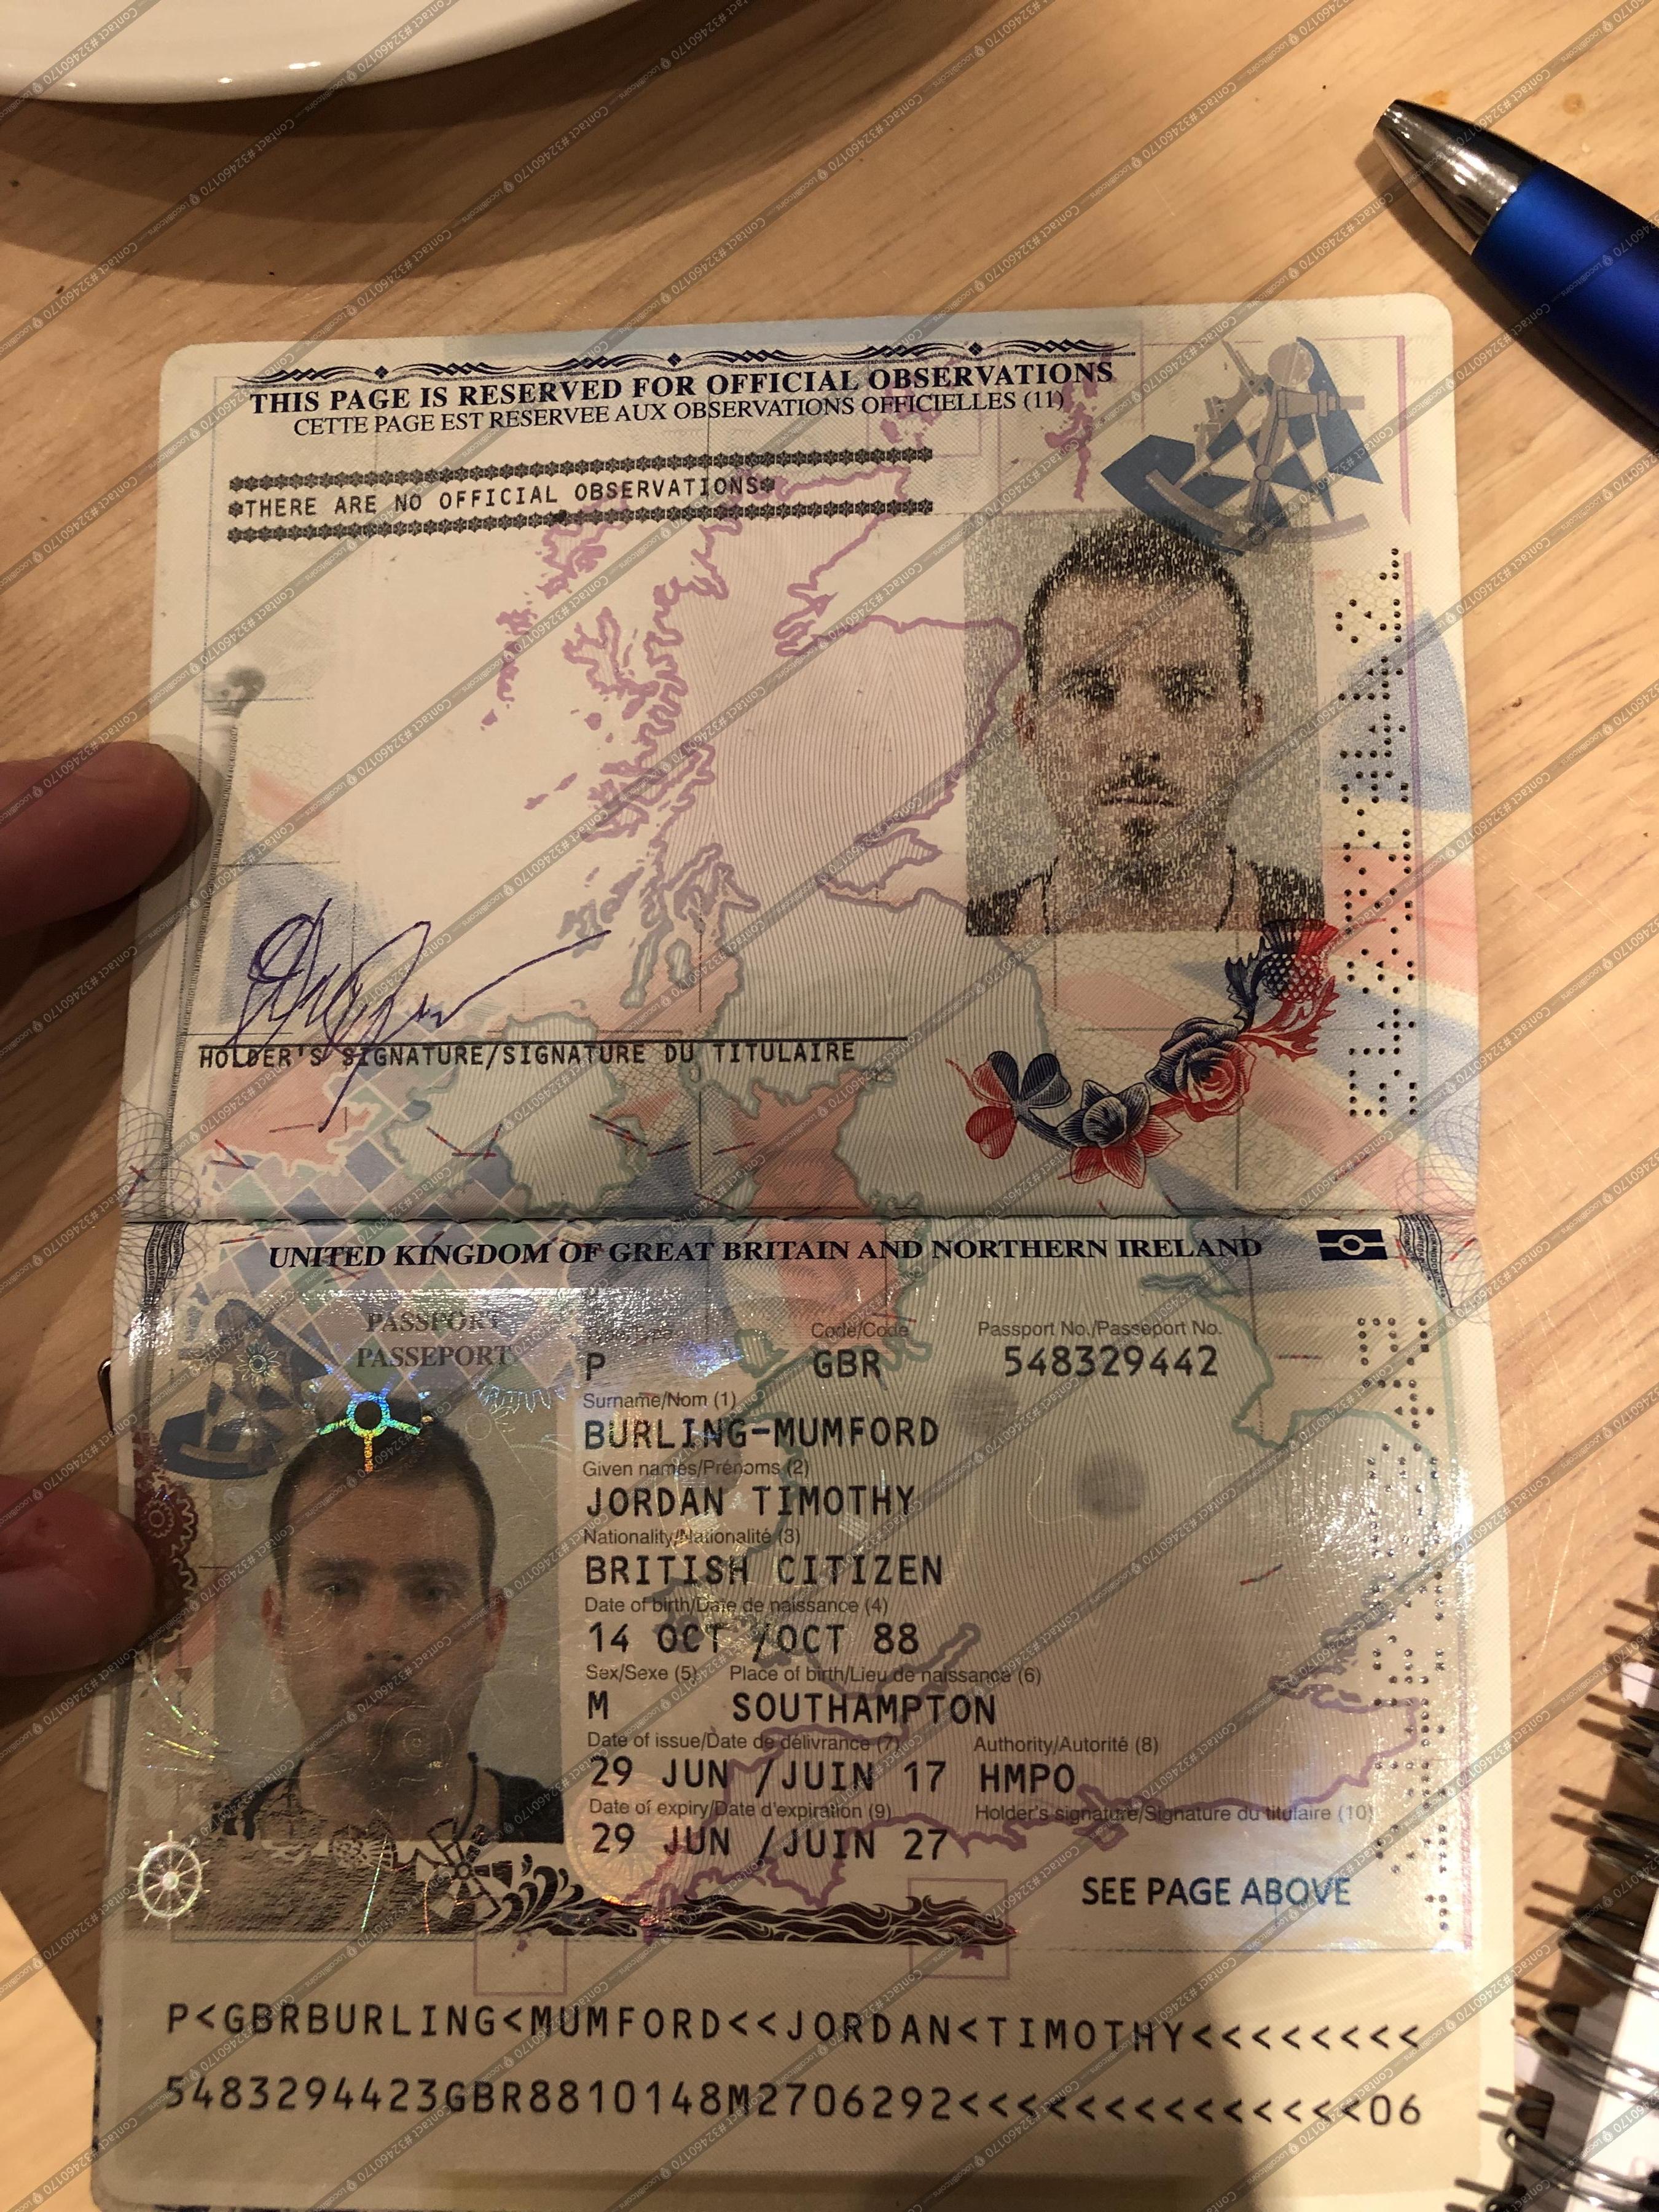 THIS PAGE IS RESERVED FOR OFFICIAL OBSERVATIONS
CETTE PAGE EST RESERVEE AUX OBSERVATIONS OFFICIELLES (11)
*THERE ARE NO OFFICIAL OBSERVATIONS*
HOLDER'S SIGNATURE/SIGNATURE DU TITULAIRE
UNITED KINGDOM OF GREAT BRITAIN AND NORTHERN IRELAND
PASSPORT
PASSEPORT
Code/Code Passport No./Passeport No.
P GBR 548329442
Surname/Nom (1)
BURLING-MUMFORD
Given names/Prénoms (2)
JORDAN TIMOTHY
Nationality/Nationalité (3)
BRITISH CITIZEN
Date of birth/Date de naissance (4)
14 OCT /OCT 88
Sex/Sexe (5) Place of birth/Lieu de naissance (6)
M SOUTHAMPTON
Date of issue/Date de délivrance (7) Authority/Autorité (8)
29 JUN /JUIN 17 HMPO
Date of expiry/Date d'expiration (9) Holder's signature/Signature du titulaire (10)
29 JUN /JUIN 27
SEE PAGE ABOVE
P<GBRBURLING<MUMFORD<<JORDAN<TIMOTHY<<<<<<<<
5483294423GBR8810148M2706292<<<<<<<<<<<<<<06
LocalBitcoins — Contact #32460170